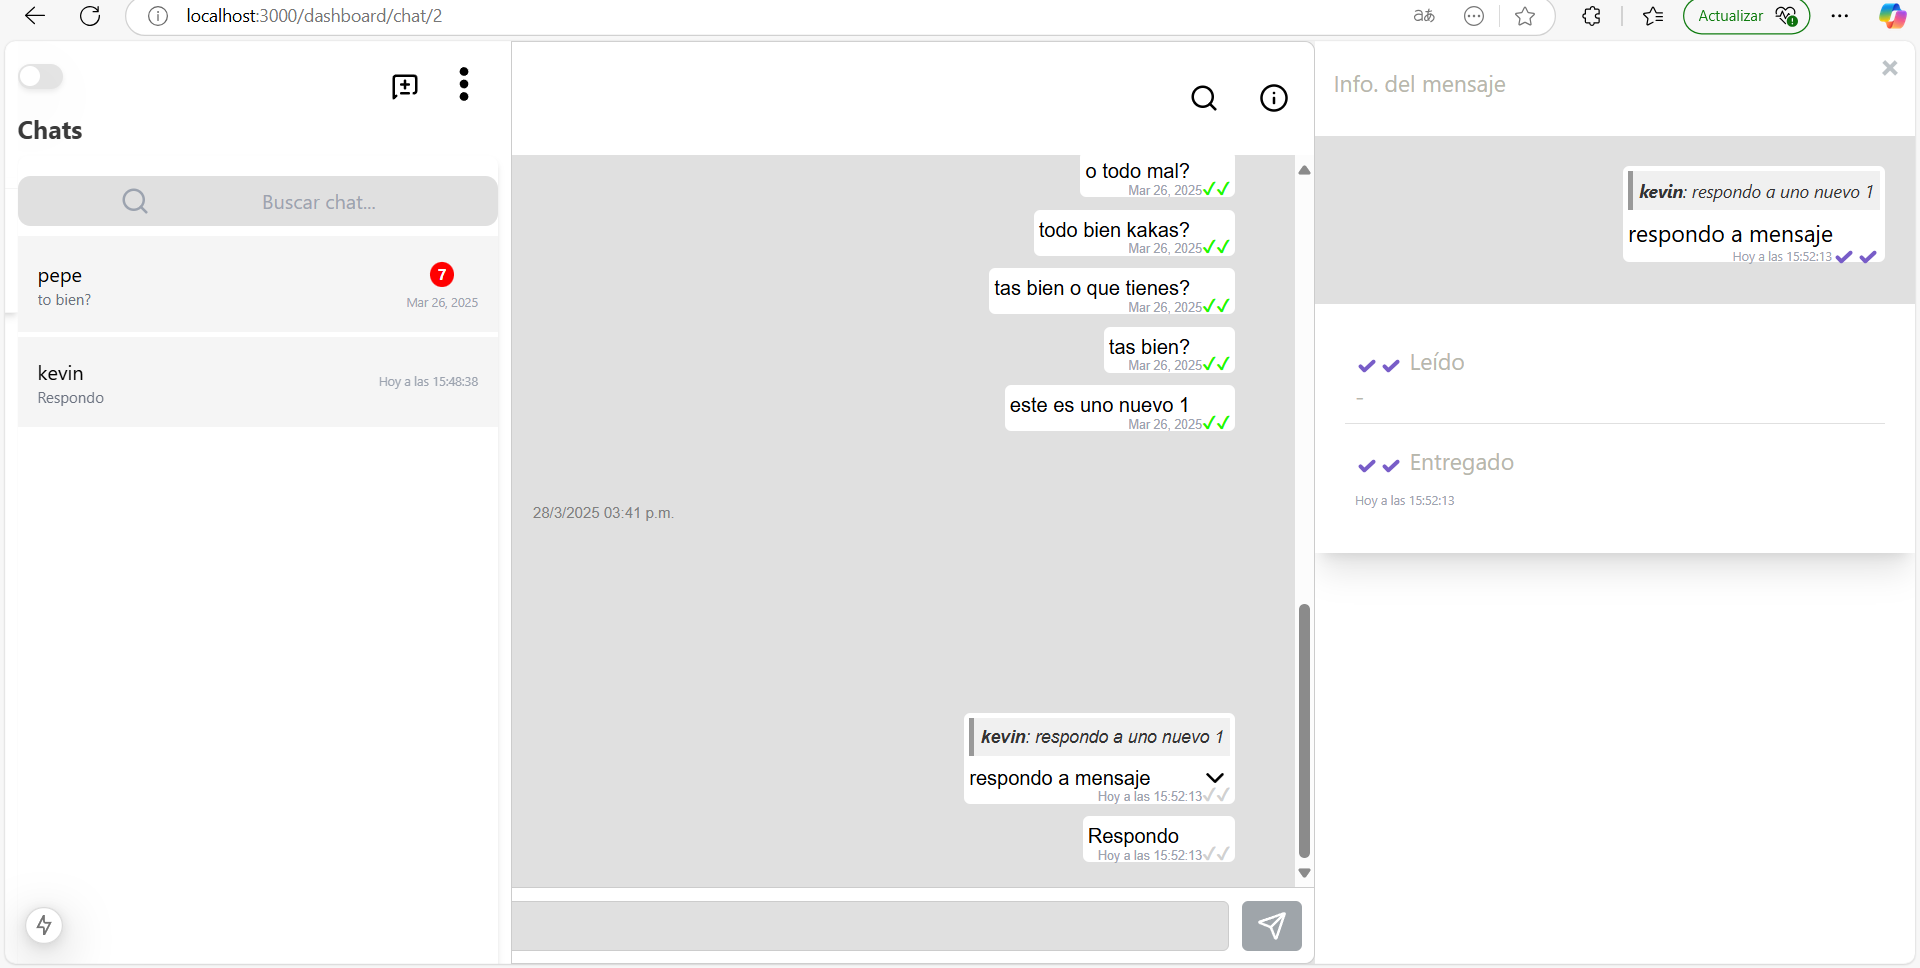 localhost:3000/dashboard/chat/2
aあ
Actualizar
Chats
Buscar chat...
pepe
7
to bien?
Mar 26, 2025
kevin
Hoy a las 15:48:38
Respondo
o todo mal?
Mar 26, 2025
todo bien kakas?
Mar 26, 2025
tas bien o que tienes?
Mar 26, 2025
tas bien?
Mar 26, 2025
este es uno nuevo 1
Mar 26, 2025
28/3/2025 03:41 p.m.
kevin: respondo a uno nuevo 1
respondo a mensaje
Hoy a las 15:52:13
Respondo
Hoy a las 15:52:13
Info. del mensaje
kevin: respondo a uno nuevo 1
respondo a mensaje
Hoy a las 15:52:13
Leído
-
Entregado
Hoy a las 15:52:13